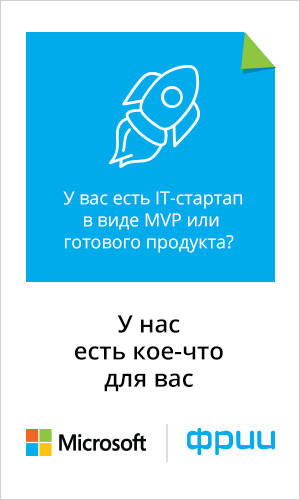 У вас есть IT-стартап
в виде MVP или
готового продукта?
У нас
есть кое-что
для вас
Microsoft
фрии